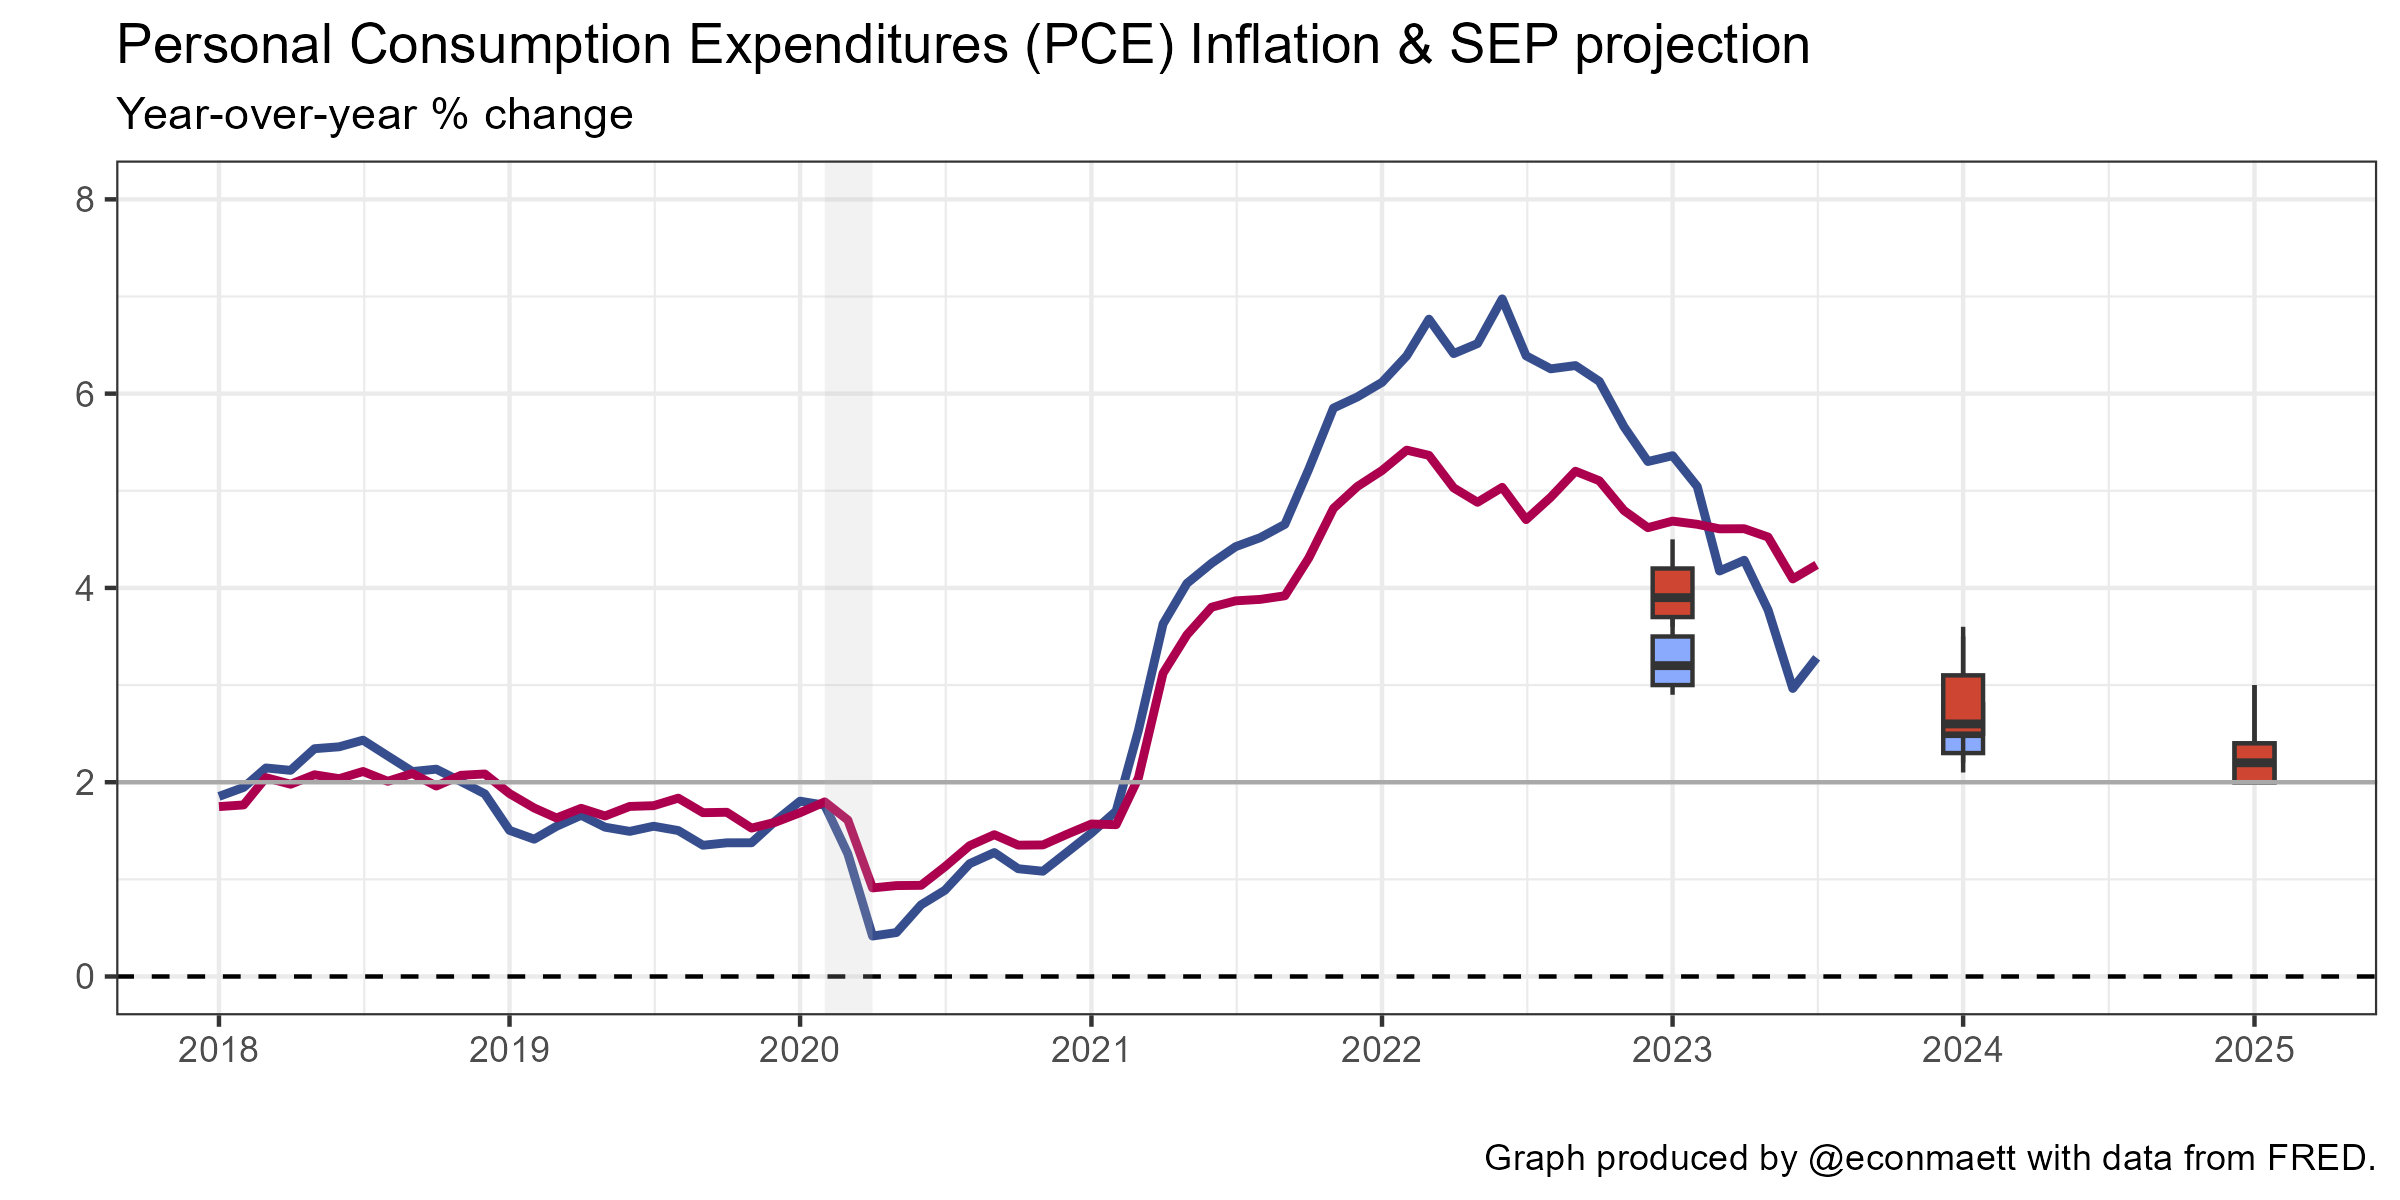 Personal Consumption Expenditures (PCE) Inflation & SEP projection
Year-over-year % change
8
6
4
2
0
2018 2019 2020 2021 2022 2023 2024 2025
Graph produced by @econmaett with data from FRED.